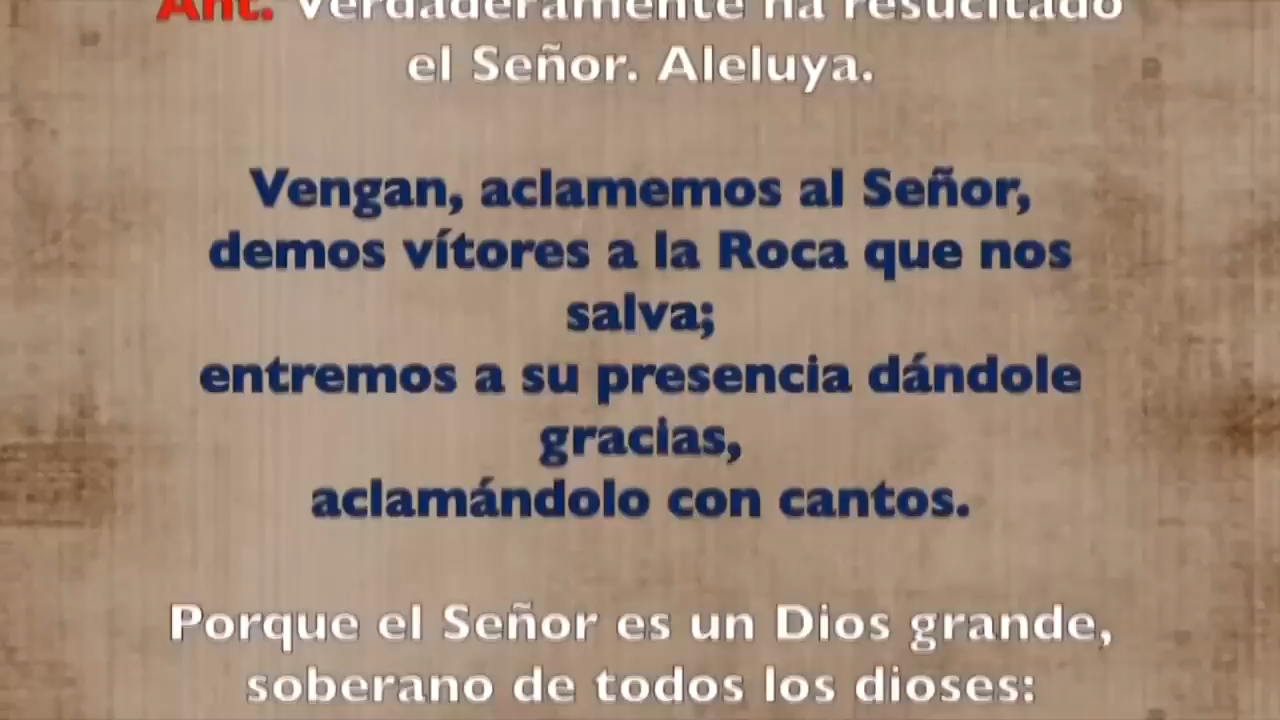 Ant. Verdaderamente ha resucitado
el Señor. Aleluya.
Vengan, aclamemos al Señor,
demos vítores a la Roca que nos
salva;
entremos a su presencia dándole
gracias,
aclamándolo con cantos.
Porque el Señor es un Dios grande,
soberano de todos los dioses: